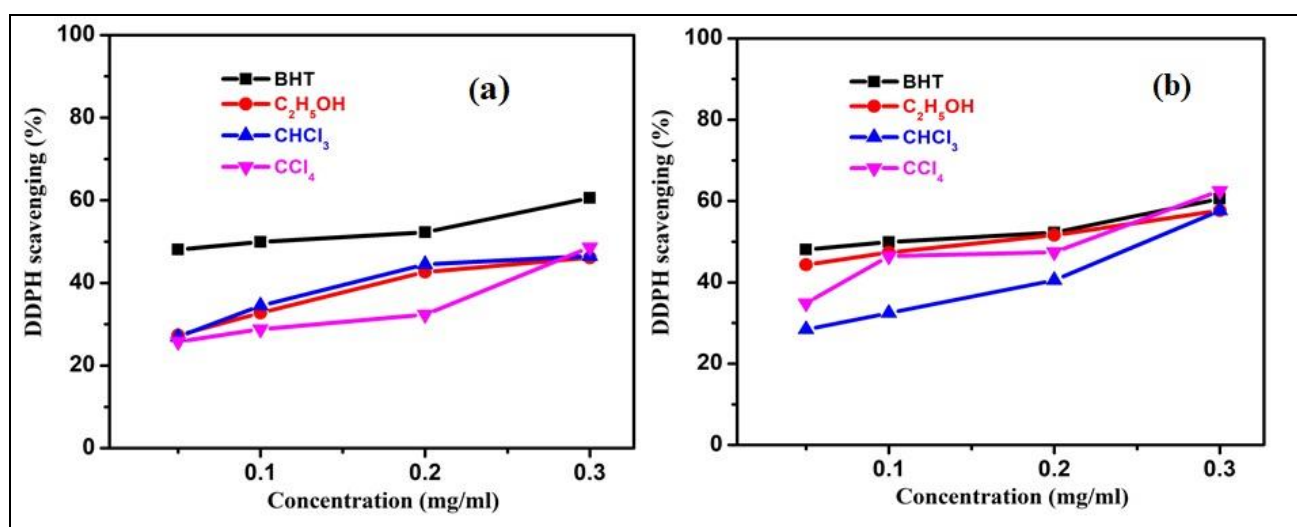 100
80
60
40
20
0
DDPH scavenging (%)
BHT
C₂H₅OH
CHCl₃
CCl₄
(a)
0.1 0.2 0.3
Concentration (mg/ml)
100
80
60
40
20
0
DDPH scavenging (%)
BHT
C₂H₅OH
CHCl₃
CCl₄
(b)
0.1 0.2 0.3
Concentration (mg/ml)